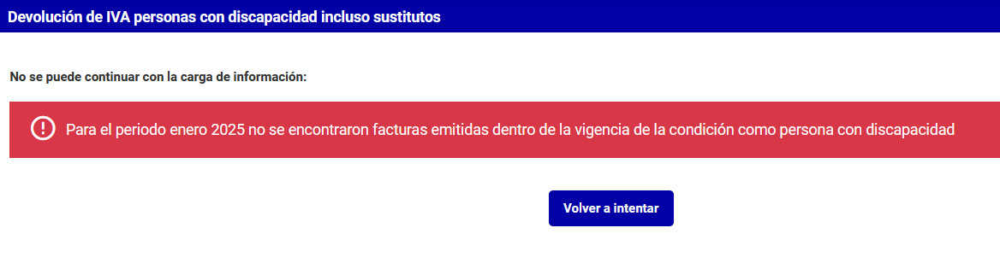 Devolución de IVA personas con discapacidad incluso sustitutos
No se puede continuar con la carga de información:
Para el periodo enero 2025 no se encontraron facturas emitidas dentro de la vigencia de la condición como persona con discapacidad
Volver a intentar